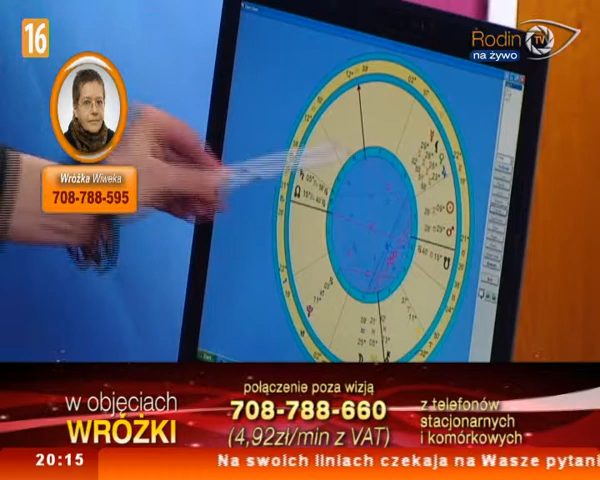 16
Rodin
TV
na żywo
Wróżka Wiweka
708-788-595
w objęciach
WRÓŻKI
połączenie poza wizją
708-788-660
(4,92zł/min z VAT)
z telefonów
stacjonarnych
i komórkowych
20:15
Na swoich liniach czekaja na Wasze pytani